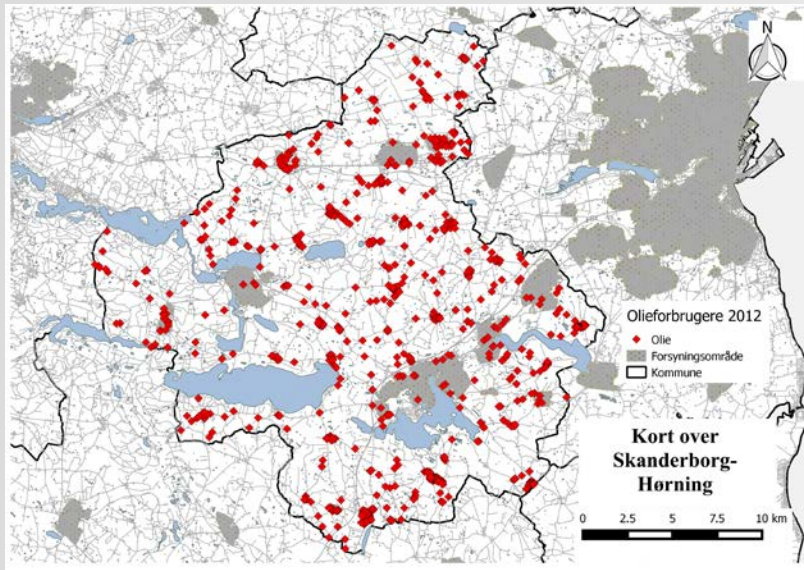 N
Olieforbrugere 2012
Olie
Forsyningsområde
Kommune
Kort over
Skanderborg-
Hørning
0 2.5 5 7.5 10 km